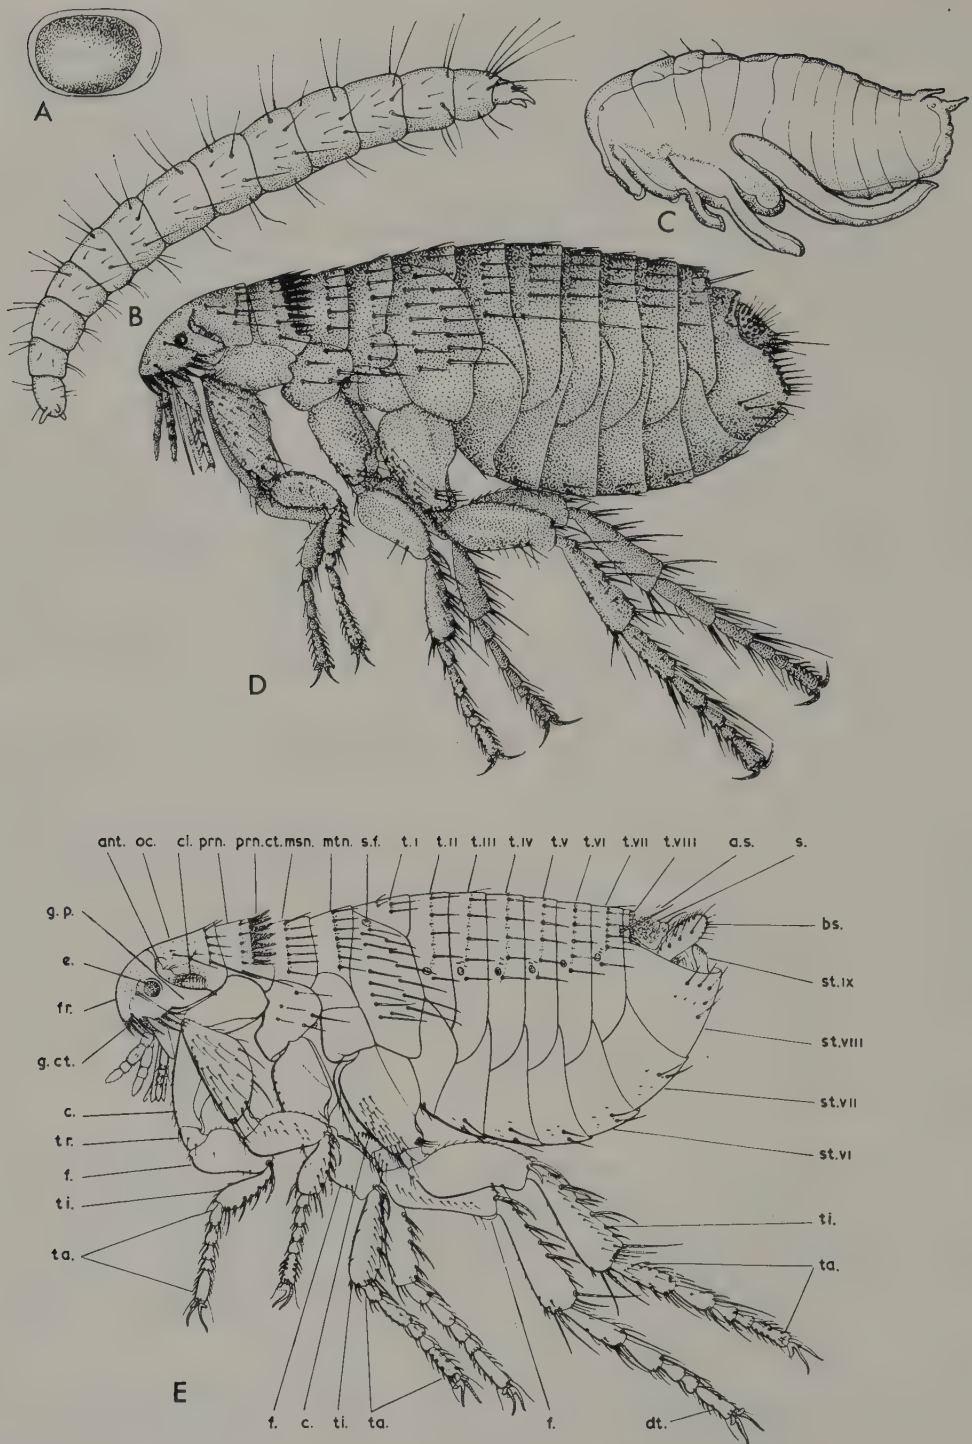 A
B
C
D
ant. oc. cl. prn. prn.ct. msn. mtn. s.f. t.I t.II t.III t.IV t.V t.VI t.VII t.VIII a.s. s.
g.p.
e.
fr.
g.ct.
c.
tr.
f.
ti.
ta.
bs.
st.IX
st.VIII
st.VII
st.VI
ti.
ta.
E
f. c. ti. ta. f. dt.